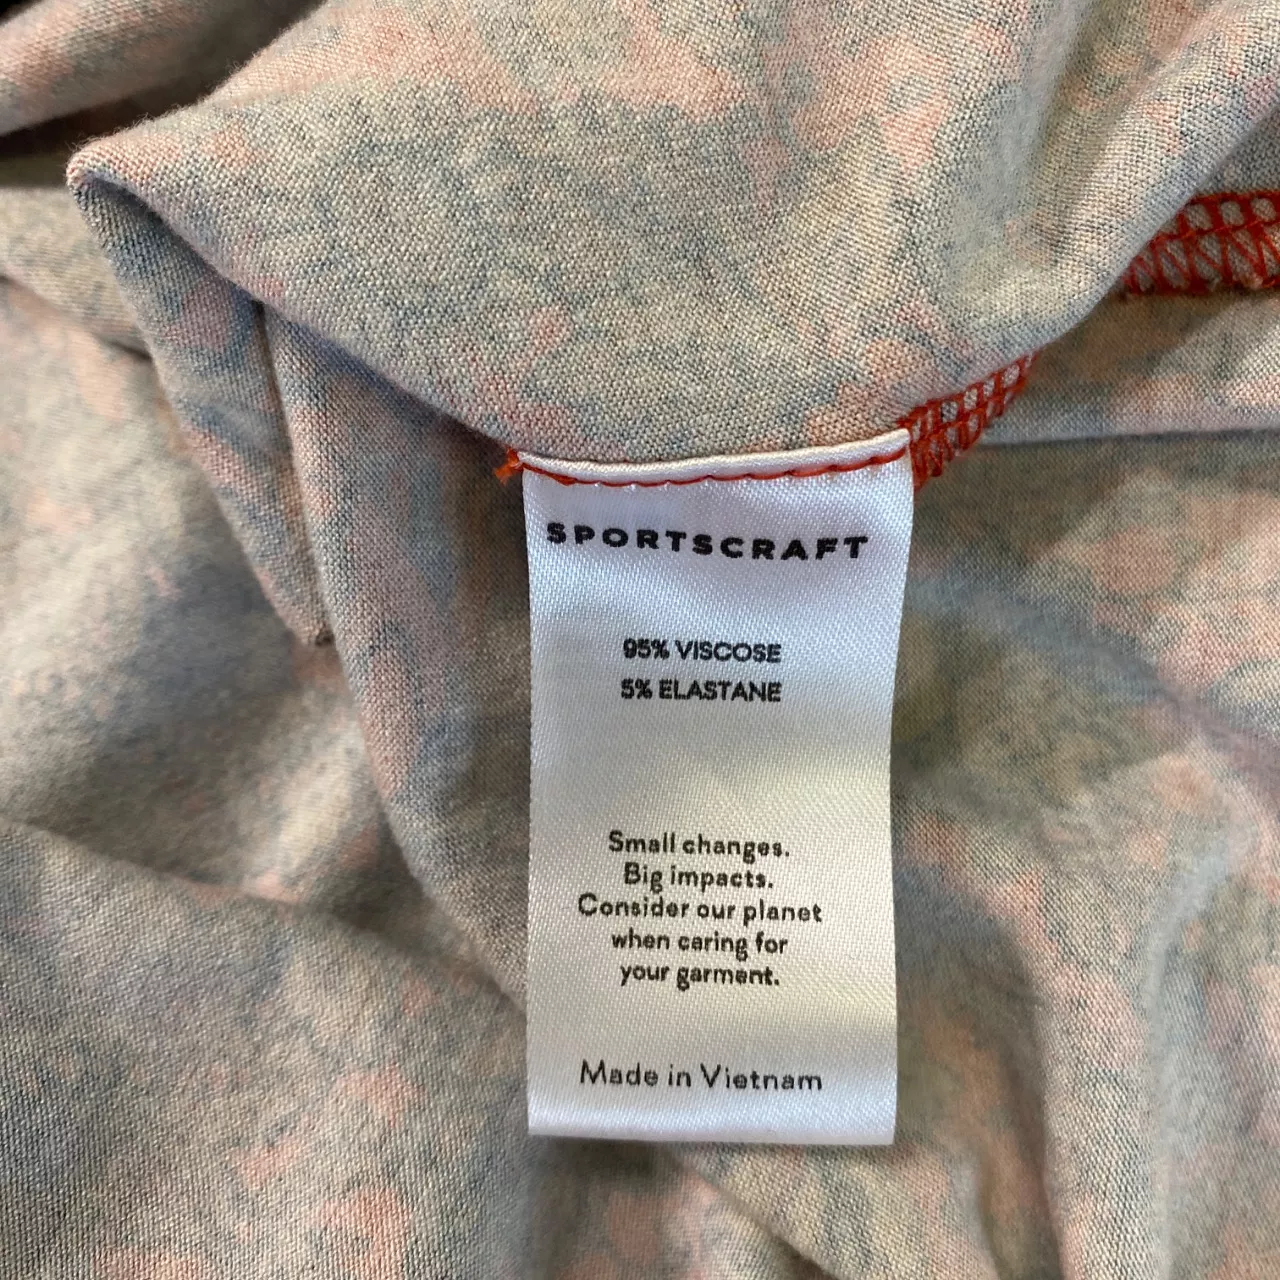 SPORTSCRAFT
95% VISCOSE
5% ELASTANE
Small changes.
Big impacts.
Consider our planet
when caring for
your garment.
Made in Vietnam